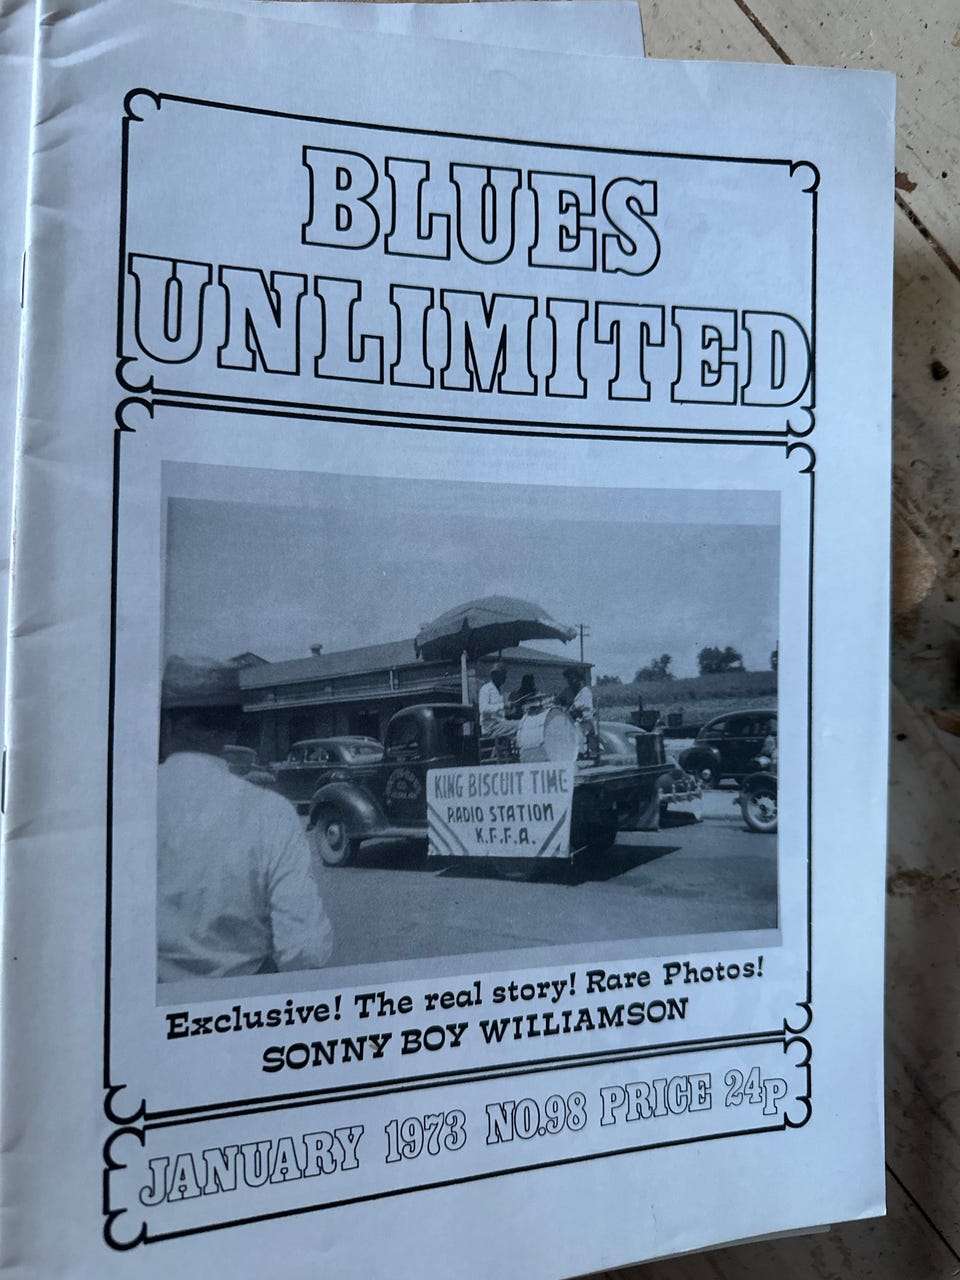 BLUES
UNLIMITED
KING BISCUIT TIME
RADIO STATION
K.F.F.A.
Exclusive! The real story! Rare Photos!
SONNY BOY WILLIAMSON
JANUARY 1973 NO.98 PRICE 24p